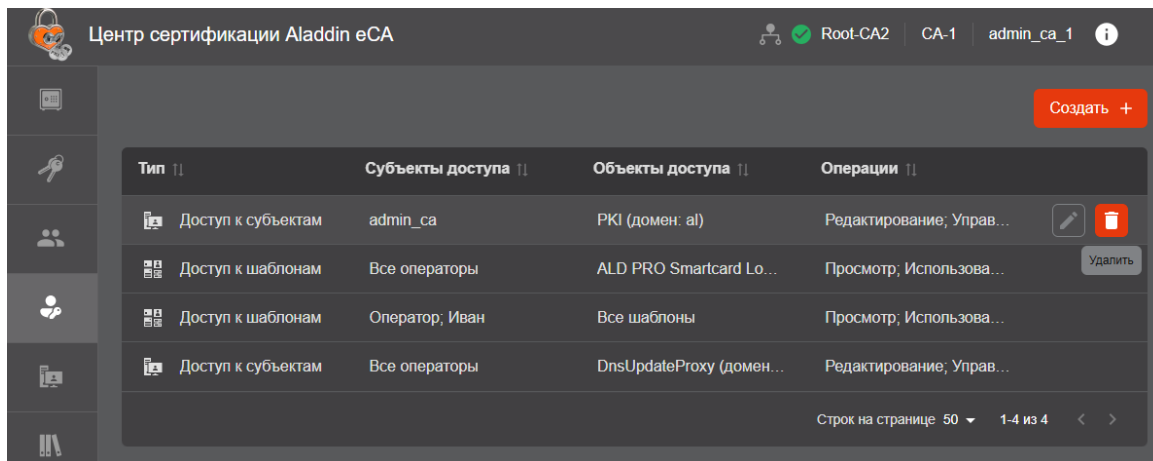 Центр сертификации Aladdin eCA
Root-CA2 CA-1 admin_ca_1
Создать +
Тип Субъекты доступа Объекты доступа Операции
Доступ к субъектам admin_ca PKI (домен: al) Редактирование; Управ...
Удалить
Доступ к шаблонам Все операторы ALD PRO Smartcard Lo... Просмотр; Использова...
Доступ к шаблонам Оператор; Иван Все шаблоны Просмотр; Использова...
Доступ к субъектам Все операторы DnsUpdateProxy (домен... Редактирование; Управ...
Строк на странице 50 1-4 из 4